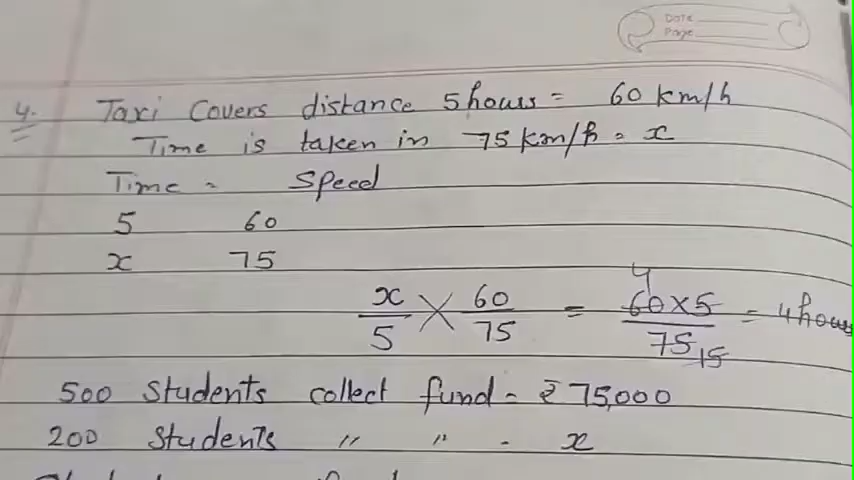 Date
Page
4. Taxi Covers distance 5 hours = 60 km/h
Time is taken in 75 km/h = x
Time = Speed
5 60
x 75
x/5 × 60/75 = 4 60×5/75 15 = 4 hours
500 Students collect fund = ₹ 75,000
200 Students 〃 〃 = x